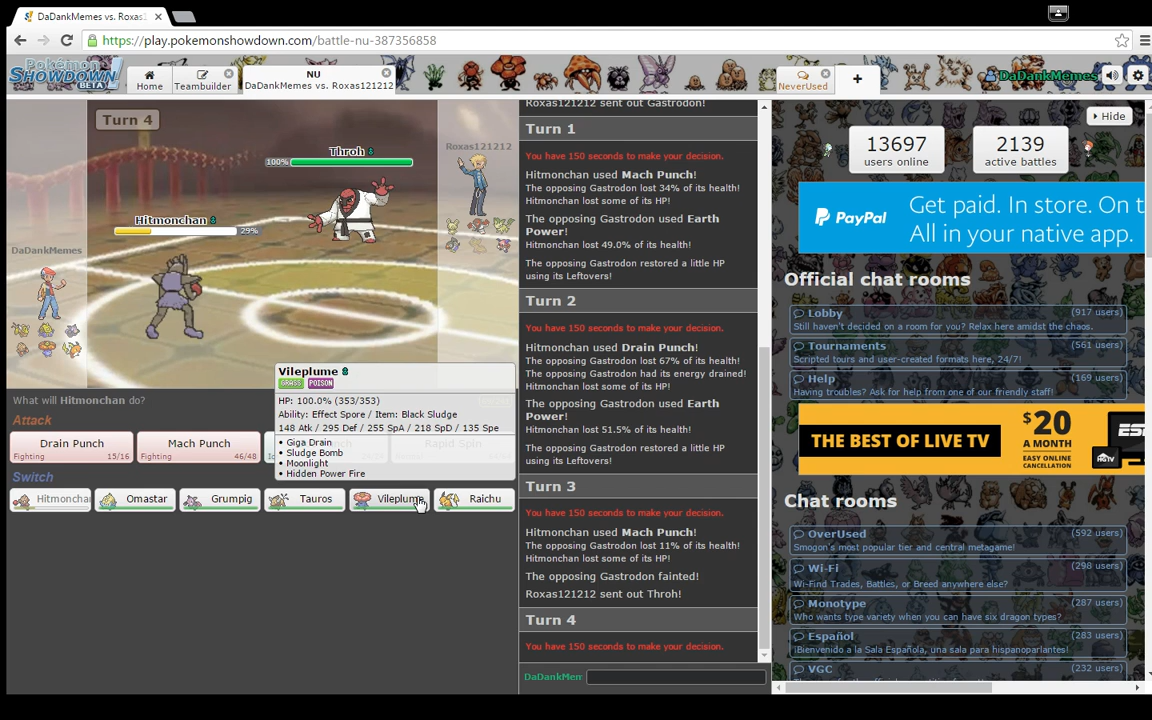 DaDankMemes vs. Roxas1
https://play.pokemonshowdown.com/battle-nu-387356858
Pokémon
SHOWDOWN!
BETA
Home
Teambuilder
NU
DaDankMemes vs. Roxas121212
NeverUsed
DaDankMemes
Turn 4
Throh
100%
Roxas121212
Hitmonchan
29%
DaDankMemes
Vileplume
GRASS POISON
HP: 100.0% (353/353)
Ability: Effect Spore / Item: Black Sludge
148 Atk / 295 Def / 255 SpA / 218 SpD / 135 Spe
• Giga Drain
• Sludge Bomb
• Moonlight
• Hidden Power Fire
What will Hitmonchan do?
Attack
Drain Punch
Fighting 15/16
Mach Punch
Fighting 46/48
Rapid Spin
Switch
Hitmonchan
Omastar
Grumpig
Tauros
Vileplume
Raichu
Roxas121212 sent out Gastrodon!
Turn 1
You have 150 seconds to make your decision.
Hitmonchan used Mach Punch!
The opposing Gastrodon lost 34% of its health!
Hitmonchan lost some of its HP!
The opposing Gastrodon used Earth
Power!
Hitmonchan lost 49.0% of its health!
The opposing Gastrodon restored a little HP
using its Leftovers!
Turn 2
You have 150 seconds to make your decision.
Hitmonchan used Drain Punch!
The opposing Gastrodon lost 67% of its health!
The opposing Gastrodon had its energy drained!
Hitmonchan lost some of its HP!
The opposing Gastrodon used Earth
Power!
Hitmonchan lost 51.5% of its health!
The opposing Gastrodon restored a little HP
using its Leftovers!
Turn 3
You have 150 seconds to make your decision.
Hitmonchan used Mach Punch!
The opposing Gastrodon lost 11% of its health!
Hitmonchan lost some of its HP!
The opposing Gastrodon fainted!
Roxas121212 sent out Throh!
Turn 4
You have 150 seconds to make your decision.
DaDankMem
Hide
13697
users online
2139
active battles
PayPal
Get paid. In store. On t
All in your native app.
Official chat rooms
Lobby
(917 users)
Still haven't decided on a room for you? Relax here amidst the chaos.
Tournaments
(561 users)
Scripted tours and user-created formats here, 24/7!
Help
(169 users)
Having troubles? Ask for help from one of our friendly staff!
THE BEST OF LIVE TV
$20
A MONTH
EASY ONLINE
CANCELLATION
HGTV
Chat rooms
OverUsed
(592 users)
Smogon's most popular tier and central metagame!
Wi-Fi
(298 users)
Wi-Find Trades, Battles, or Breed anywhere else?
Monotype
(287 users)
Who wants type variety when you can have six dragon types?
Español
(283 users)
¡Bienvenido a la Sala Española, una sala para hispanoparlantes!
VGC
(232 users)